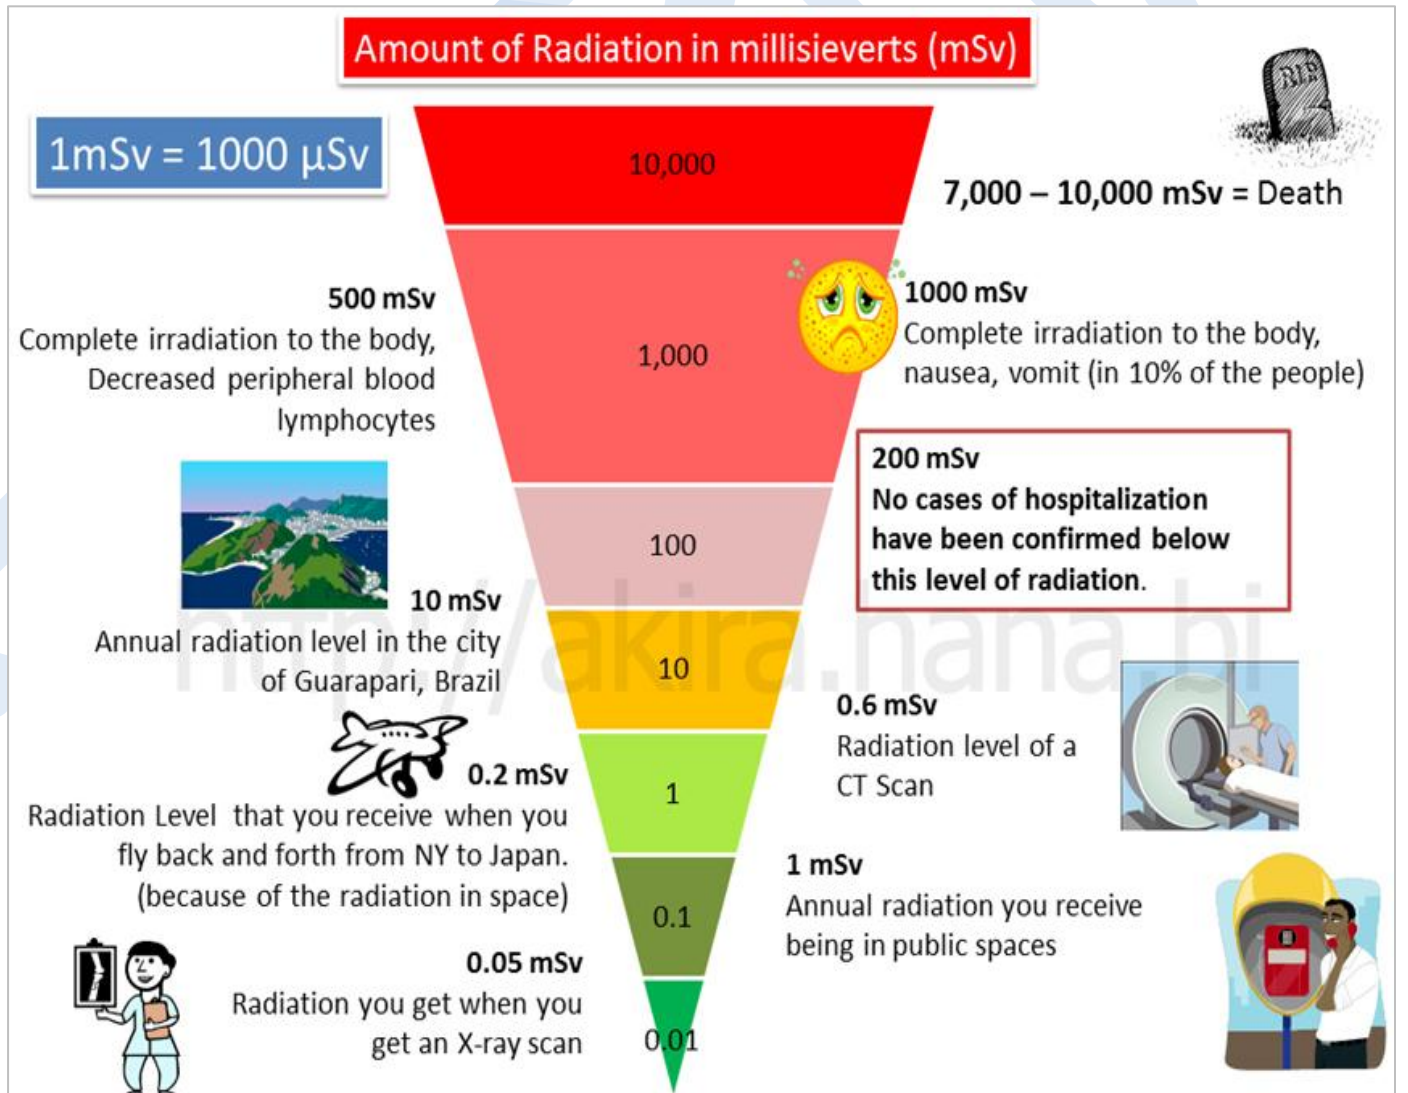 Amount of Radiation in millisieverts (mSv)
1mSv = 1000 µSv
RIP
10,000
7,000 – 10,000 mSv = Death
500 mSv
Complete irradiation to the body,
Decreased peripheral blood
lymphocytes
1,000
1000 mSv
Complete irradiation to the body,
nausea, vomit (in 10% of the people)
200 mSv
No cases of hospitalization
have been confirmed below
this level of radiation.
100
10 mSv
Annual radiation level in the city
of Guarapari, Brazil
10
http://akira.hana.bi
0.6 mSv
Radiation level of a
CT Scan
0.2 mSv
Radiation Level that you receive when you
fly back and forth from NY to Japan.
(because of the radiation in space)
1
1 mSv
Annual radiation you receive
being in public spaces
0.1
0.05 mSv
Radiation you get when you
get an X-ray scan
0.01